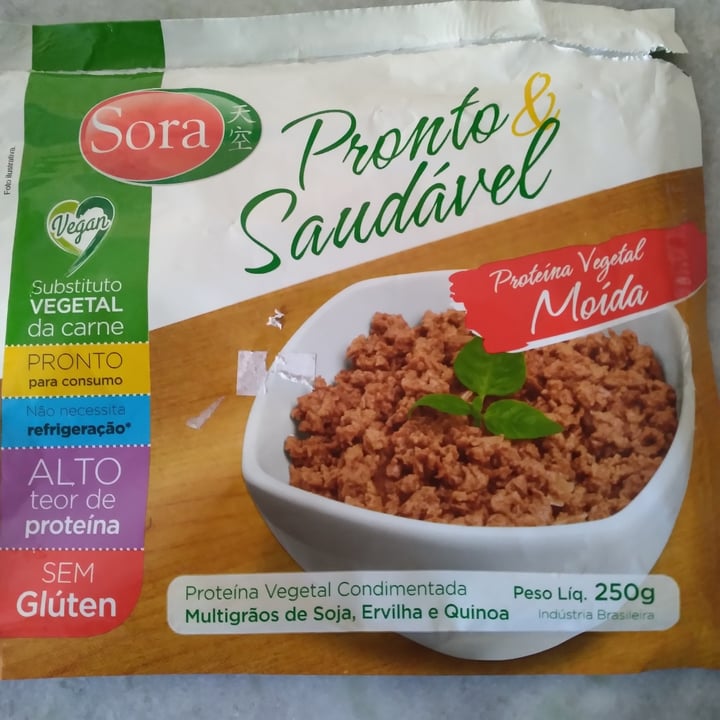 Sora
天空
Pronto &
Saudável
Foto ilustrativa.
Vegan
Substituto
VEGETAL
da carne
PRONTO
para consumo
Não necessita
refrigeração*
ALTO
teor de
proteína
SEM
Glúten
Proteína Vegetal
Moída
Proteína Vegetal Condimentada
Multigrãos de Soja, Ervilha e Quinoa
Peso Líq. 250g
Indústria Brasileira